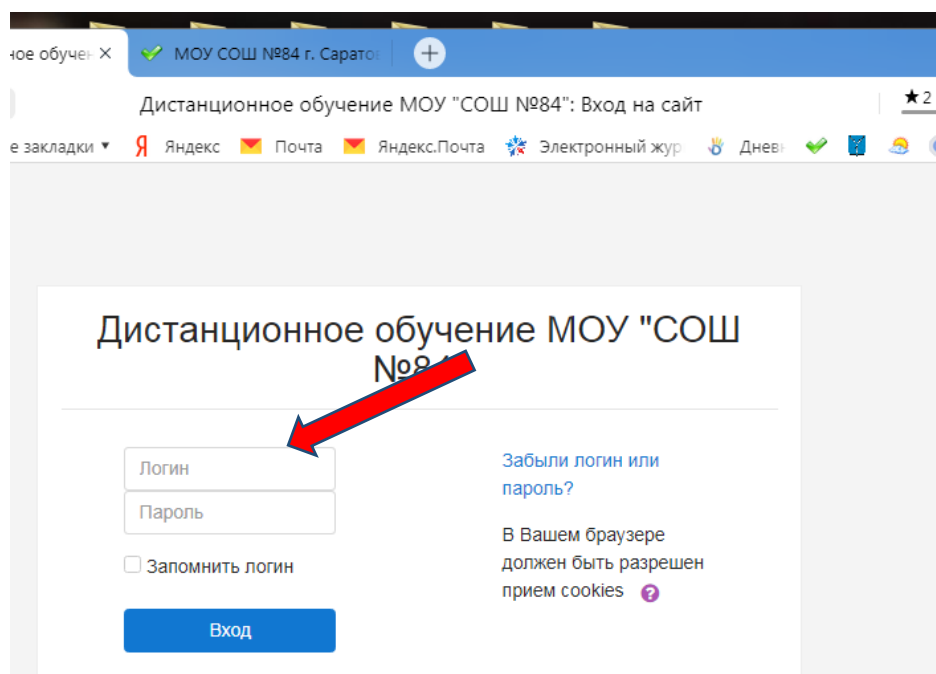 ное обучен МОУ СОШ №84 г. Саратов
Дистанционное обучение МОУ "СОШ №84": Вход на сайт ★2
е закладки Яндекс Почта Яндекс.Почта Электронный жур Днев
Дистанционное обучение МОУ "СОШ
№84
Логин
Пароль
Запомнить логин
Вход
Забыли логин или
пароль?
В Вашем браузере
должен быть разрешен
прием cookies